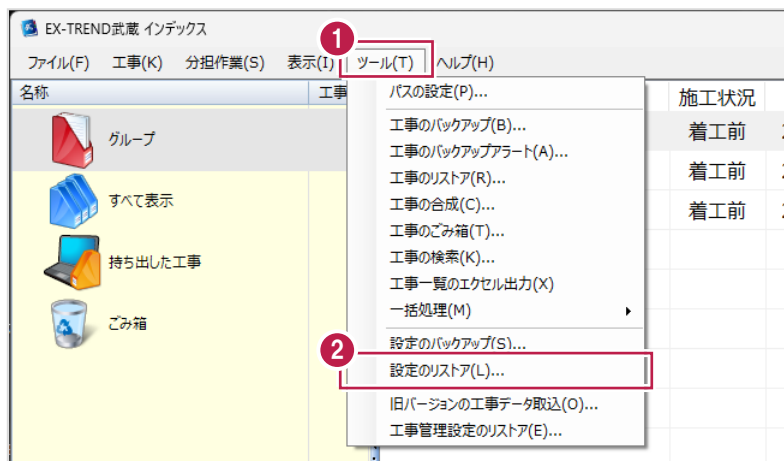 EX-TREND武蔵 インデックス
1
ファイル(F) 工事(K) 分担作業(S) 表示(I) ツール(T) ヘルプ(H)
名称 工事
施工状況
グループ
すべて表示
持ち出した工事
ごみ箱
パスの設定(P)...
工事のバックアップ(B)...
工事のバックアップアラート(A)...
工事のリストア(R)...
工事の合成(C)...
工事のごみ箱(T)...
工事の検索(K)...
工事一覧のエクセル出力(X)
一括処理(M)
設定のバックアップ(S)...
2
設定のリストア(L)...
旧バージョンの工事データ取込(O)...
工事管理設定のリストア(E)...
着工前
着工前
着工前